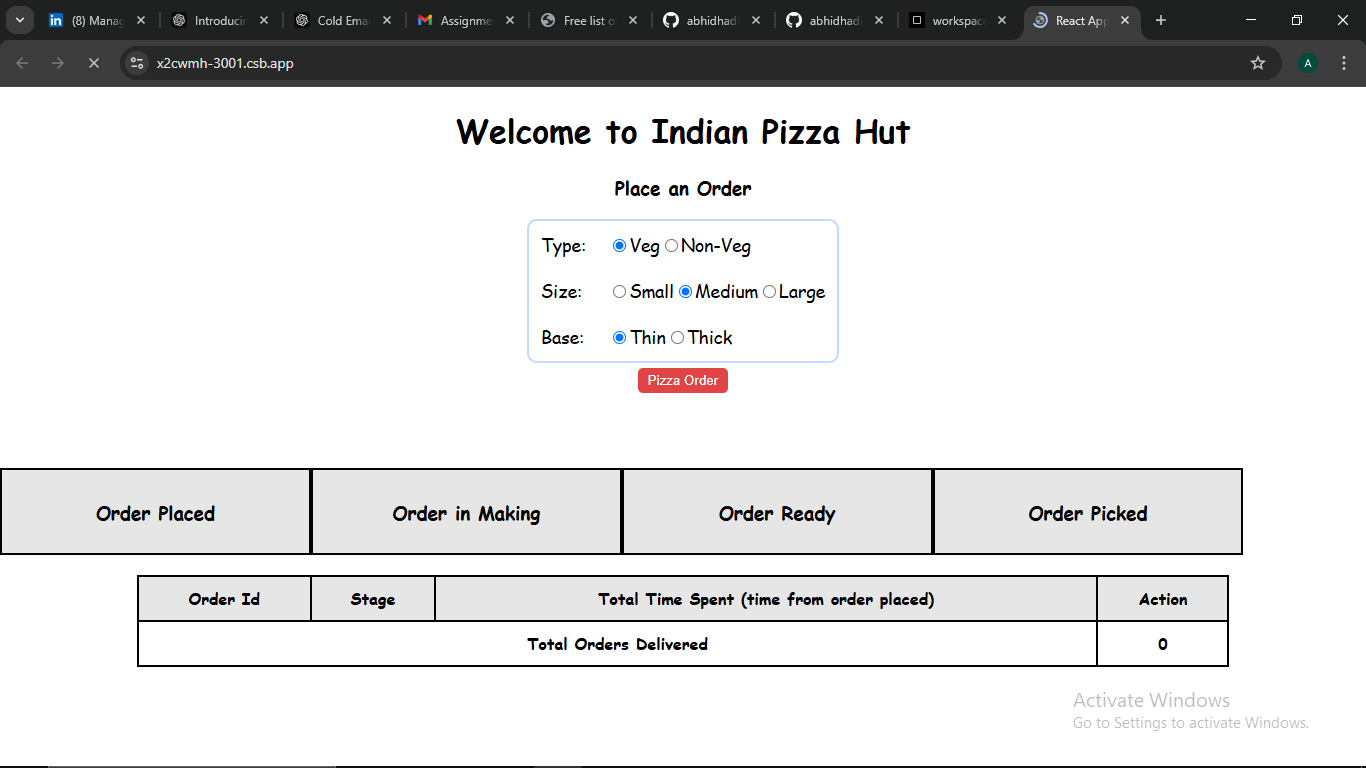 (8) Manag
Introducin
Cold Emai
Assignme
Free list o
abhidhad
abhidhad
workspac
React App
x2cwmh-3001.csb.app
A
Welcome to Indian Pizza Hut
Place an Order
Type: Veg Non-Veg
Size: Small Medium Large
Base: Thin Thick
Pizza Order
Order Placed Order in Making Order Ready Order Picked
Order Id Stage Total Time Spent (time from order placed) Action
Total Orders Delivered 0
Activate Windows
Go to Settings to activate Windows.